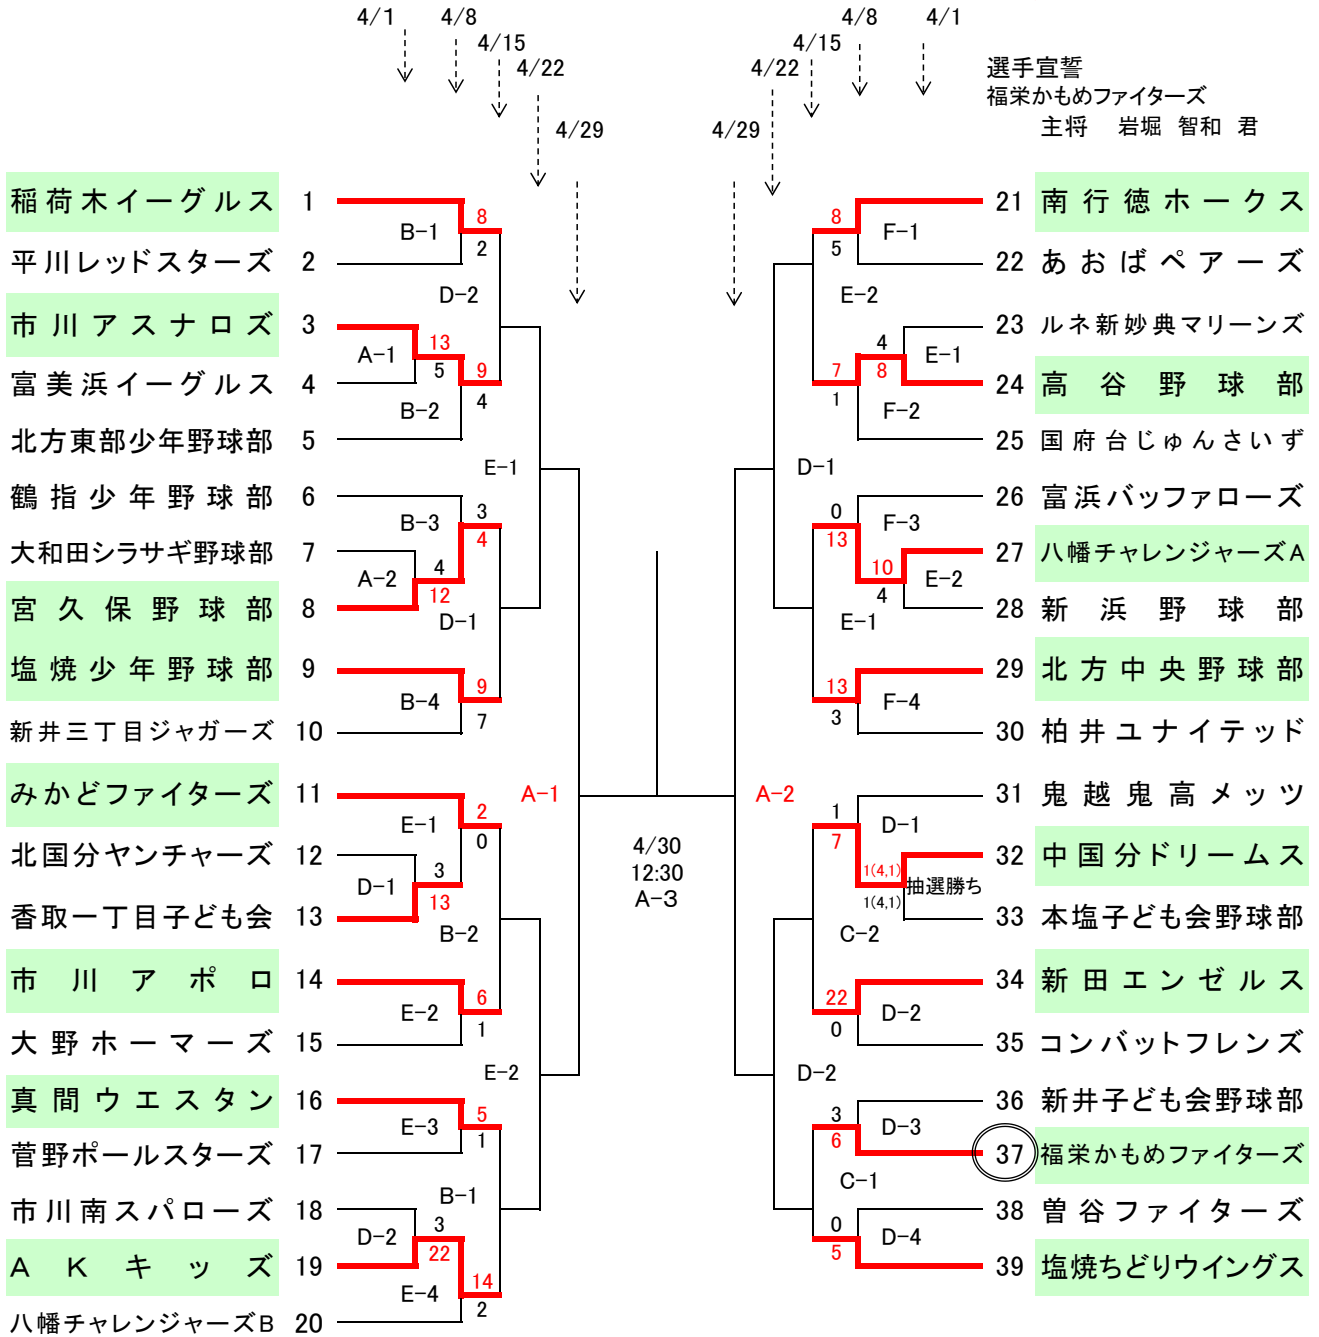 4/1 4/8 4/15 4/22 4/29
4/29 4/22 4/15 4/8 4/1
選手宣誓
福栄かもめファイターズ
主将 岩堀 智和 君
稲荷木イーグルス 1
平川レッドスターズ 2
市川アスナロズ 3
富美浜イーグルス 4
北方東部少年野球部 5
鶴指少年野球部 6
大和田シラサギ野球部 7
宮久保野球部 8
塩焼少年野球部 9
新井三丁目ジャガーズ 10
みかどファイターズ 11
北国分ヤンチャーズ 12
香取一丁目子ども会 13
市川アポロ 14
大野ホーマーズ 15
真間ウエスタン 16
菅野ポールスターズ 17
市川南スパローズ 18
AKキッズ 19
八幡チャレンジャーズB 20
B-1 8 2
D-2
A-1 13 5
B-2 9 4
E-1
B-3 3 4
A-2 4 12
D-1
B-4 9 7
A-1
E-1 2 0
D-1 3 13
B-2
E-2 6 1
E-2
E-3 5 1
B-1
D-2 3 22
E-4 14 2
4/30
12:30
A-3
8 5 F-1
E-2
4 8 E-1
7 1 F-2
D-1
0 13 F-3
10 4 E-2
E-1
13 3 F-4
A-2
1 7 D-1
1(4,1) 抽選勝ち
1(4,1)
C-2
22 0 D-2
D-2
3 6 D-3
C-1
0 5 D-4
21 南行徳ホークス
22 あおばペアーズ
23 ルネ新妙典マリーンズ
24 高谷野球部
25 国府台じゅんさいず
26 富浜バッファローズ
27 八幡チャレンジャーズA
28 新浜野球部
29 北方中央野球部
30 柏井ユナイテッド
31 鬼越鬼高メッツ
32 中国分ドリームス
33 本塩子ども会野球部
34 新田エンゼルス
35 コンバットフレンズ
36 新井子ども会野球部
37 福栄かもめファイターズ
38 曽谷ファイターズ
39 塩焼ちどりウイングス